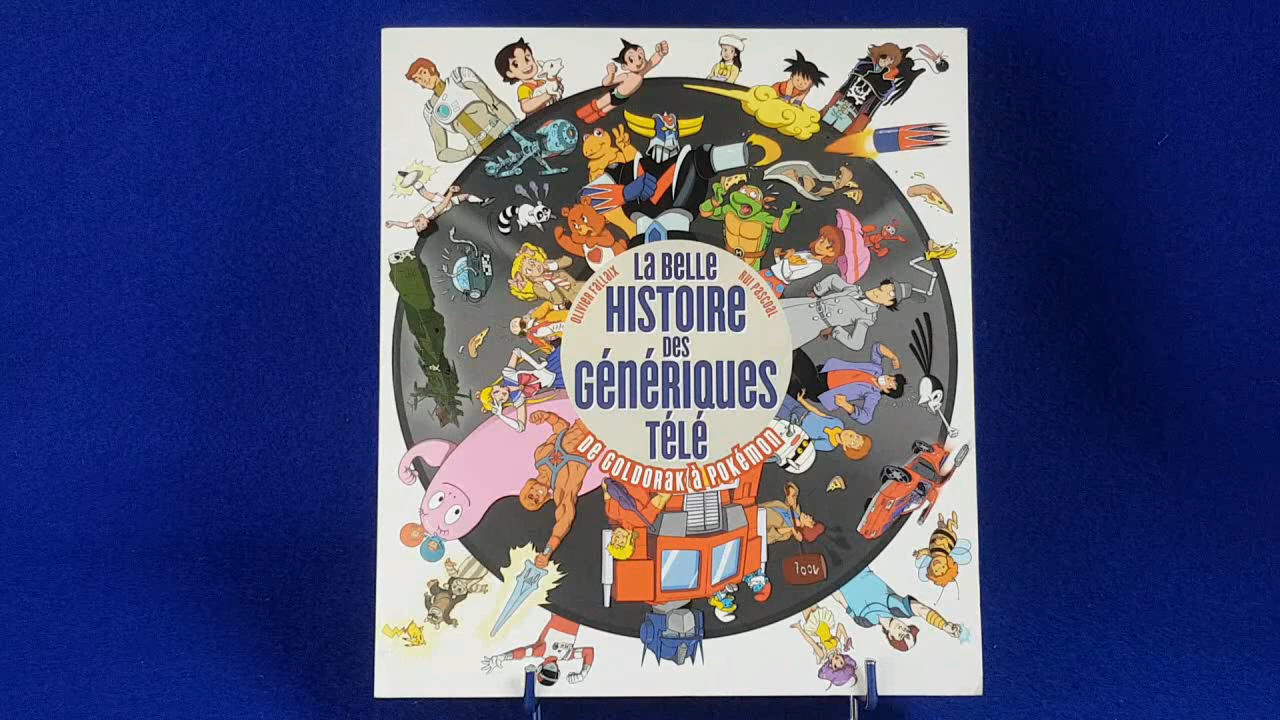 OLIVIER FALLAIX
RUI PASCOAL
LA BELLE
HISTOIRE
DES
GÉNÉRIQUES
TÉLÉ
DE GOLDORAK À POKÉMON